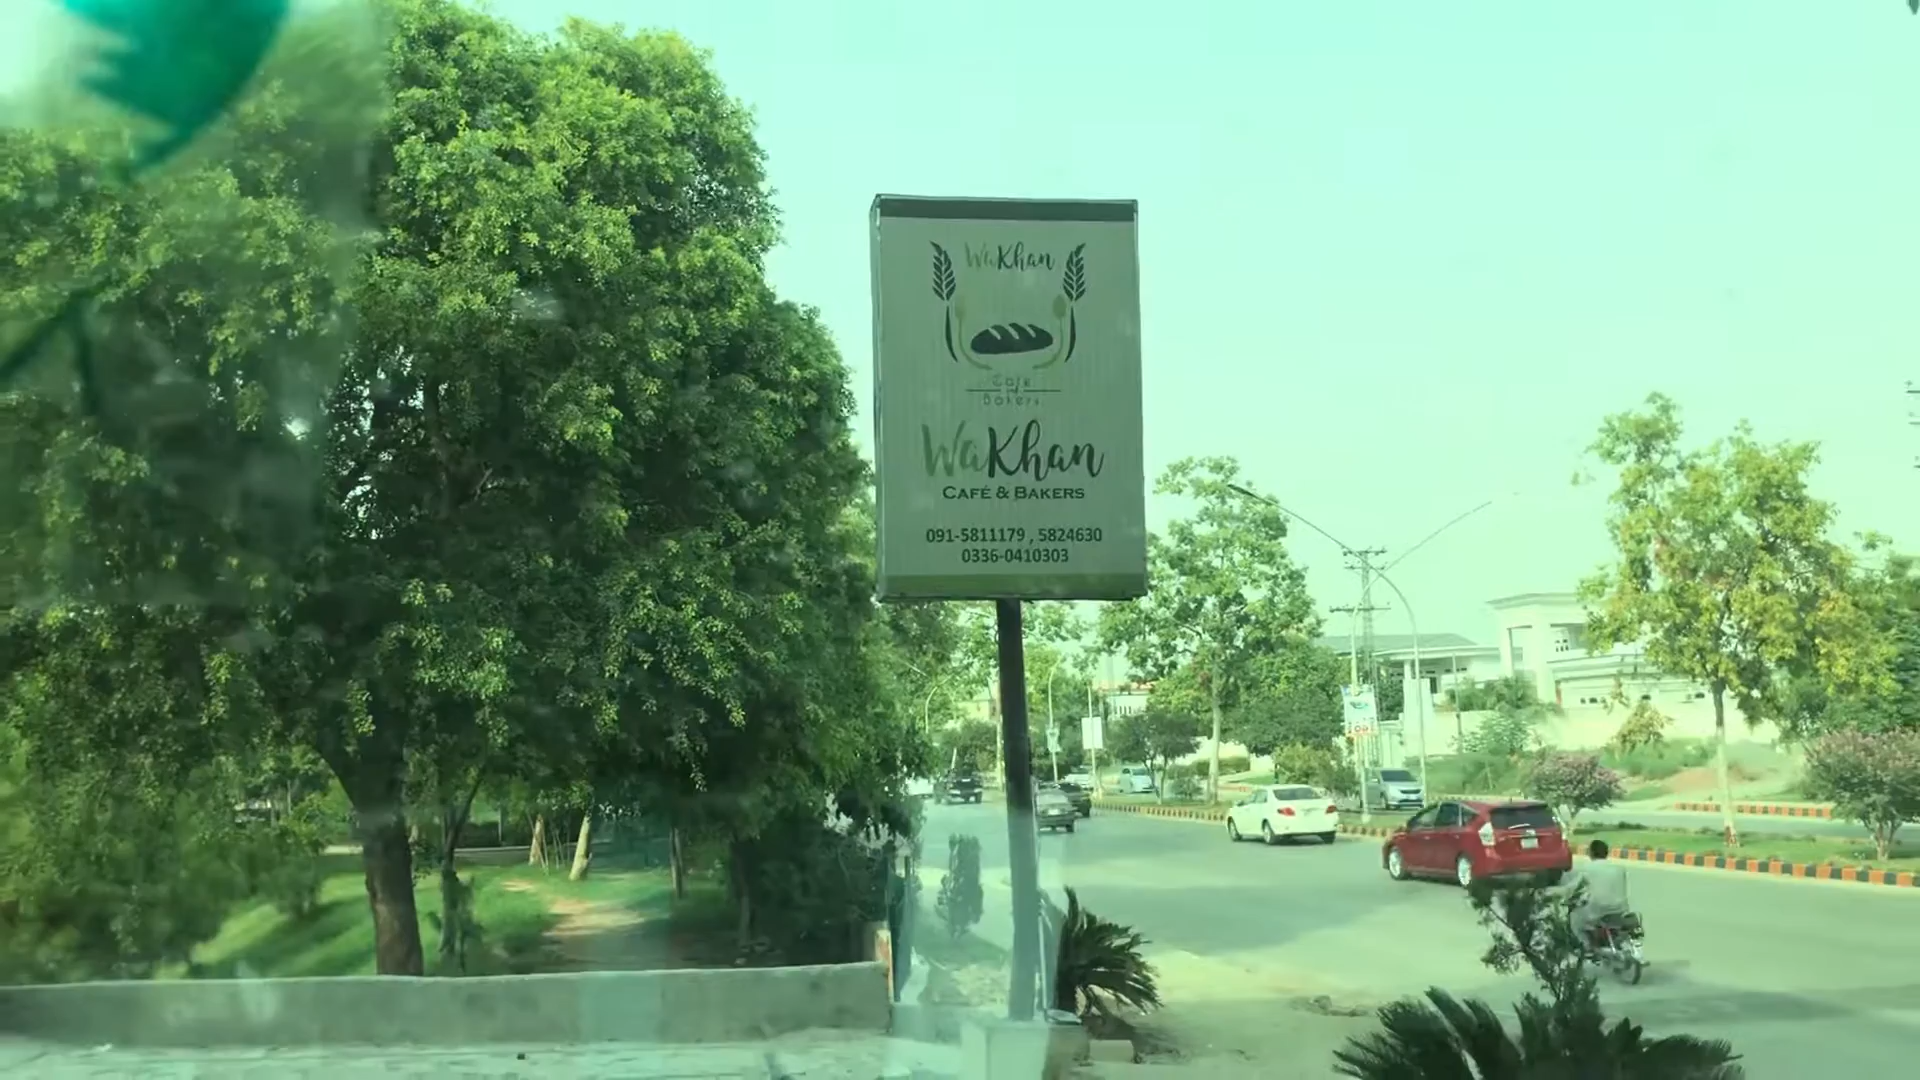 WaKhan
Cafe
Bakers
WaKhan
CAFÉ & BAKERS
091-5811179 , 5824630
0336-0410303